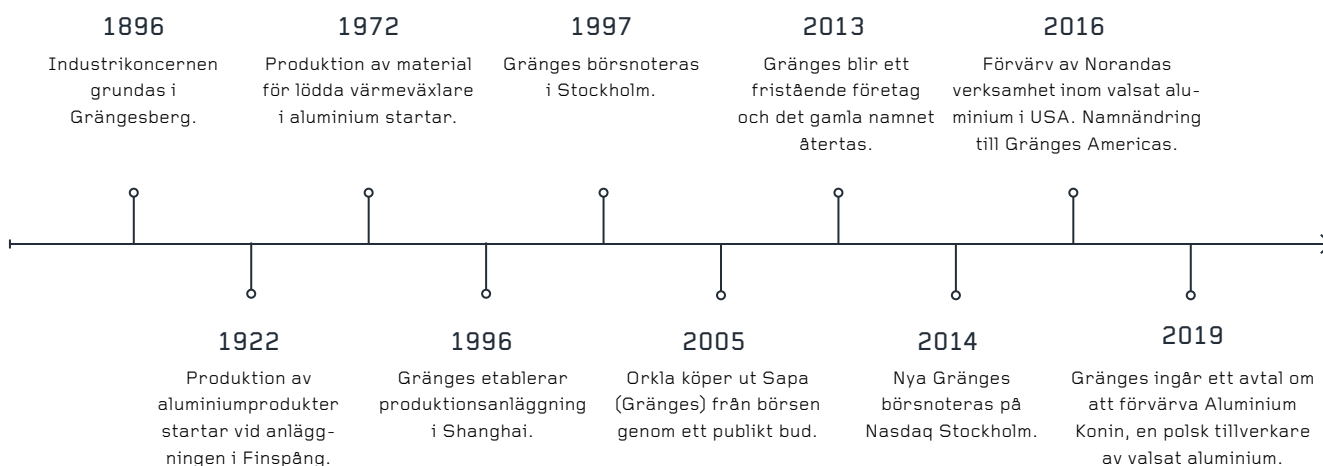 1896
Industrikoncernen
grundas i
Grängesberg.
1922
Produktion av
aluminiumprodukter
startar vid anlägg-
ningen i Finspång.
1972
Produktion av material
för lödda värmeväxlare
i aluminium startar.
1996
Gränges etablerar
produktionsanläggning
i Shanghai.
1997
Gränges börsnoteras
i Stockholm.
2005
Orkla köper ut Sapa
(Gränges) från börsen
genom ett publikt bud.
2013
Gränges blir ett
fristående företag
och det gamla namnet
återtas.
2014
Nya Gränges
börsnoteras på
Nasdaq Stockholm.
2016
Förvärv av Norandas
verksamhet inom valsat alu-
minium i USA. Namnändring
till Gränges Americas.
2019
Gränges ingår ett avtal om
att förvärva Aluminium
Konin, en polsk tillverkare
av valsat aluminium.